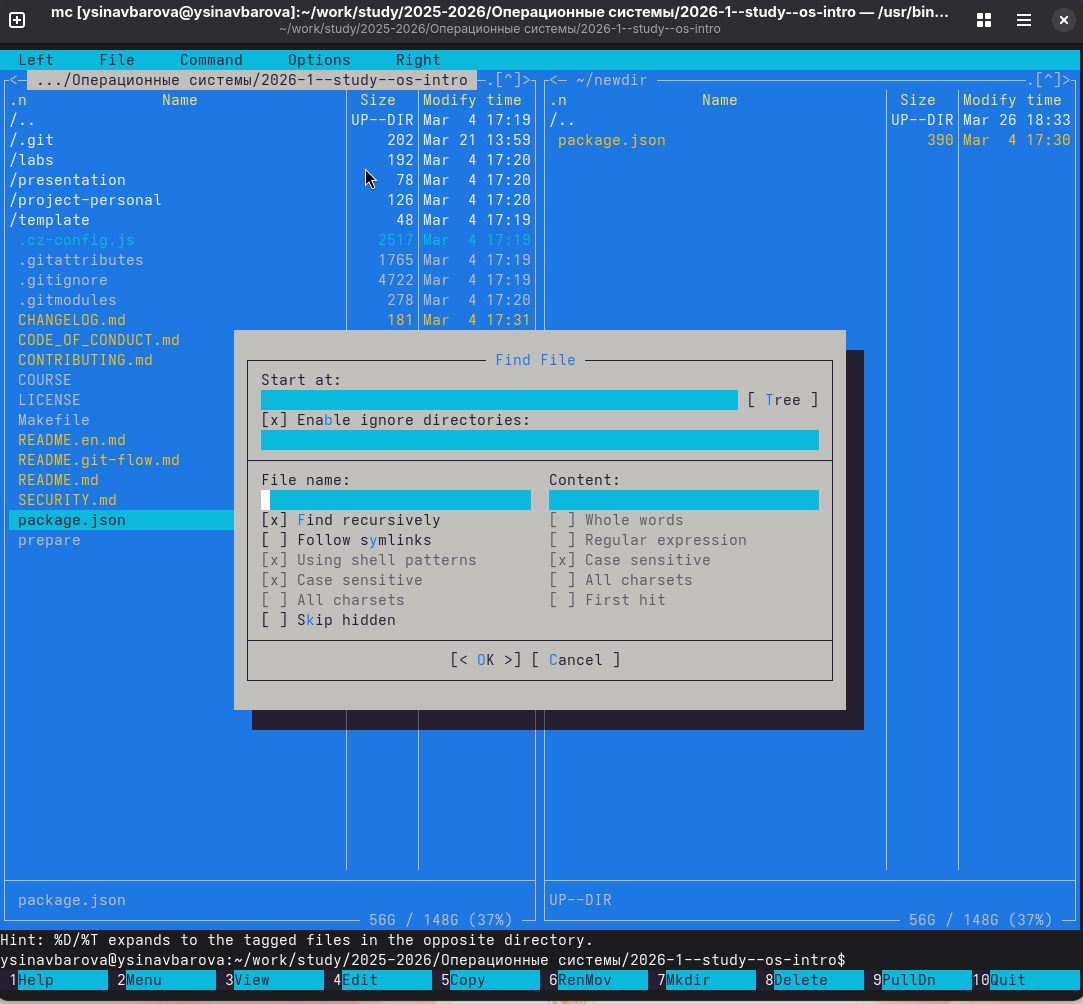 mc [ysinavbarova@ysinavbarova]:~/work/study/2025-2026/Операционные системы/2026-1--study--os-intro — /usr/bin...
~/work/study/2025-2026/Операционные системы/2026-1--study--os-intro
Left File Command Options Right
<— .../Операционные системы/2026-1--study--os-intro —.[^]> <— ~/newdir —.[^]>
.n Name Size Modify time .n Name Size Modify time
/.. UP--DIR Mar 4 17:19 /.. UP--DIR Mar 26 18:33
/.git 202 Mar 21 13:59 package.json 390 Mar 4 17:30
/labs 192 Mar 4 17:20
/presentation 78 Mar 4 17:20
/project-personal 126 Mar 4 17:20
/template 48 Mar 4 17:19
.cz-config.js 2517 Mar 4 17:19
.gitattributes 1765 Mar 4 17:19
.gitignore 4722 Mar 4 17:19
.gitmodules 278 Mar 4 17:20
CHANGELOG.md 181 Mar 4 17:31
CODE_OF_CONDUCT.md
CONTRIBUTING.md
COURSE
LICENSE
Makefile
README.en.md
README.git-flow.md
README.md
SECURITY.md
package.json
prepare
Find File
Start at:
[ Tree ]
[x] Enable ignore directories:
File name: Content:
[x] Find recursively [ ] Whole words
[ ] Follow symlinks [ ] Regular expression
[x] Using shell patterns [x] Case sensitive
[x] Case sensitive [ ] All charsets
[ ] All charsets [ ] First hit
[ ] Skip hidden
[< OK >] [ Cancel ]
package.json UP--DIR
56G / 148G (37%) 56G / 148G (37%)
Hint: %D/%T expands to the tagged files in the opposite directory.
ysinavbarova@ysinavbarova:~/work/study/2025-2026/Операционные системы/2026-1--study--os-intro$
1Help 2Menu 3View 4Edit 5Copy 6RenMov 7Mkdir 8Delete 9PullDn 10Quit